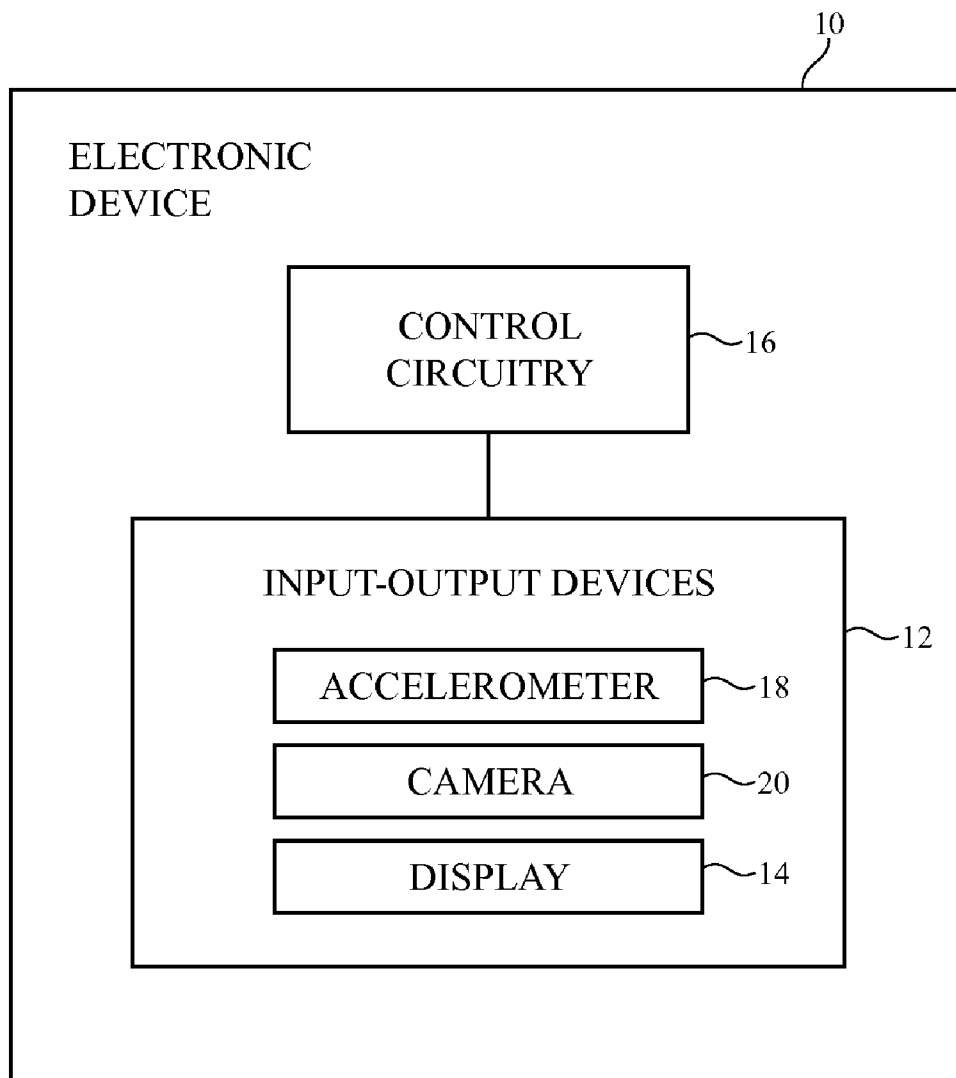 10
ELECTRONIC
DEVICE
CONTROL
CIRCUITRY
16
INPUT-OUTPUT DEVICES
12
ACCELEROMETER
18
CAMERA
20
DISPLAY
14